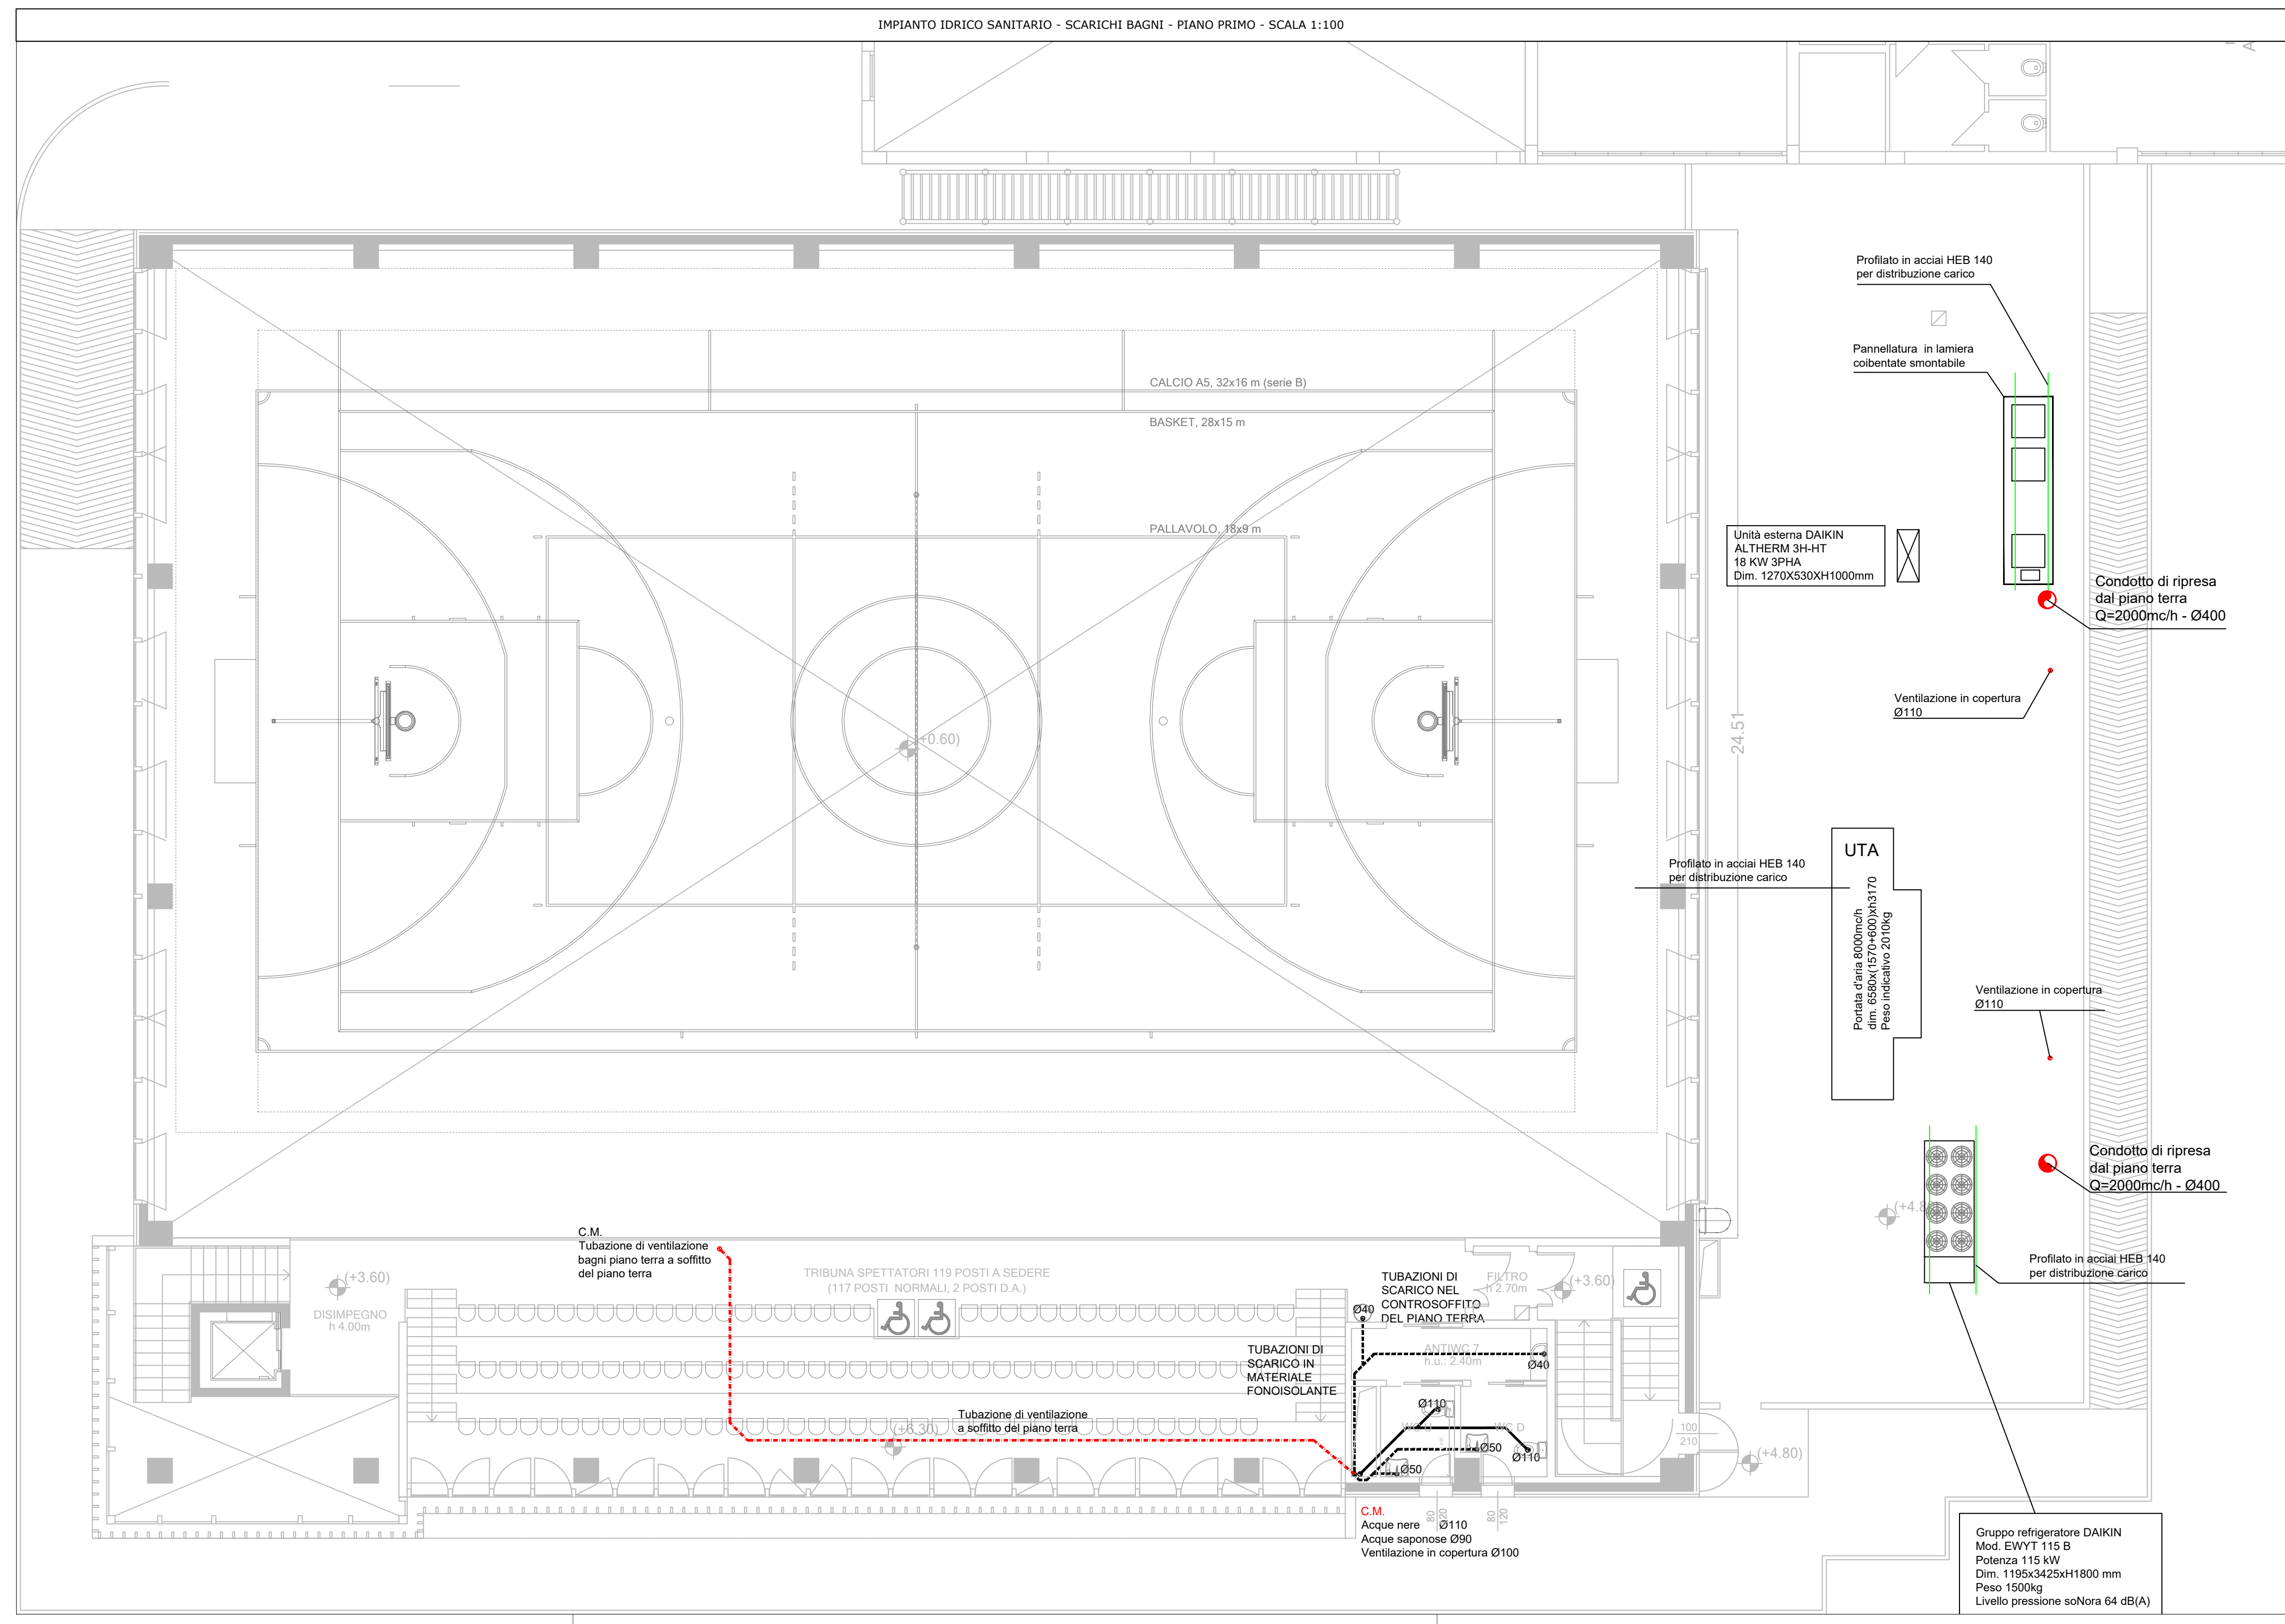 IMPIANTO IDRICO SANITARIO - SCARICHI BAGNI - PIANO PRIMO - SCALA 1:100
Profilato in acciai HEB 140
per distribuzione carico
Pannellatura in lamiera
coibentate smontabile
CALCIO A5, 32x16 m (serie B)
BASKET, 28x15 m
PALLAVOLO, 18x9 m
Unità esterna DAIKIN
ALTHERM 3H-HT
18 KW 3PHA
Dim. 1270X530XH1000mm
Condotto di ripresa
dal piano terra
Q=2000mc/h - Ø400
Ventilazione in copertura
Ø110
24.51
(+0.60)
Profilato in acciai HEB 140
per distribuzione carico
UTA
Portata d'aria 8000mc/h
dim. 6580x(1570+600)xh3170
Peso indicativo 2010kg
Ventilazione in copertura
Ø110
Condotto di ripresa
dal piano terra
Q=2000mc/h - Ø400
Profilato in acciai HEB 140
per distribuzione carico
C.M.
Tubazione di ventilazione
bagni piano terra a soffitto
del piano terra
(+3.60)
DISIMPEGNO
h 4.00m
TRIBUNA SPETTATORI 119 POSTI A SEDERE
(117 POSTI NORMALI, 2 POSTI D.A.)
TUBAZIONI DI
SCARICO NEL
CONTROSOFFITO
DEL PIANO TERRA
FILTRO
h 2.70m
(+3.60)
Ø40
TUBAZIONI DI
SCARICO IN
MATERIALE
FONOISOLANTE
ANTIWC 7
h.u.: 2.40m
Ø40
Tubazione di ventilazione
a soffitto del piano terra
(+6.30)
Ø110
WC D
Ø50
Ø110
Ø50
100
210
(+4.80)
C.M.
Acque nere Ø110
Acque saponose Ø90
Ventilazione in copertura Ø100
80
120
80
120
Gruppo refrigeratore DAIKIN
Mod. EWYT 115 B
Potenza 115 kW
Dim. 1195x3425xH1800 mm
Peso 1500kg
Livello pressione soNora 64 dB(A)